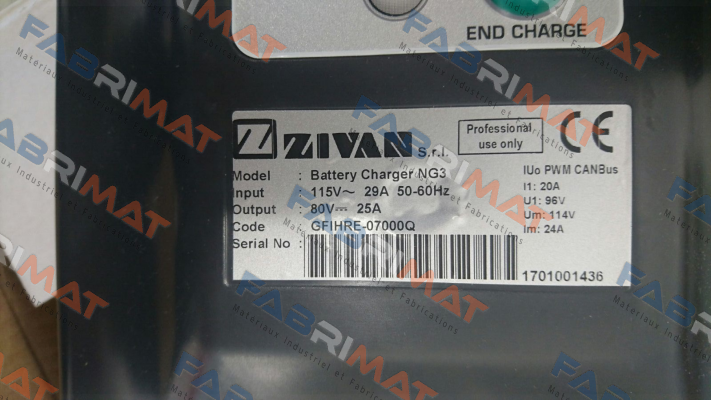 END CHARGE
ZIVAN S.r.l.
Professional
use only
CE
Model : Battery Charger NG3
Input : 115V~ 29A 50-60Hz
Output : 80V⎓ 25A
Code : GFIHRE-07000Q
Serial No :
1701001436
IUo PWM CANBus
I1: 20A
U1: 96V
Um: 114V
Im: 24A
FABRIMAT
Materiaux Industriel et Fabrications